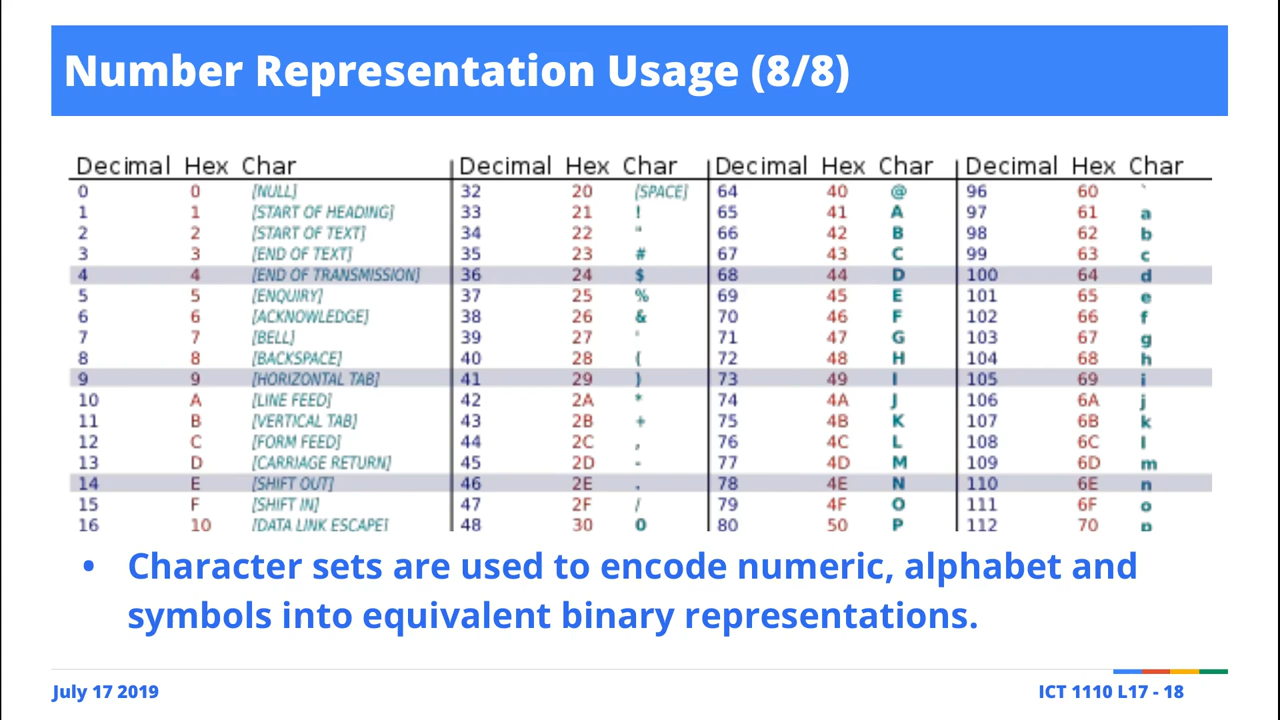 Number Representation Usage (8/8)
Decimal Hex Char Decimal Hex Char Decimal Hex Char Decimal Hex Char
0 0 [NULL] 32 20 [SPACE] 64 40 @ 96 60 `
1 1 [START OF HEADING] 33 21 ! 65 41 A 97 61 a
2 2 [START OF TEXT] 34 22 " 66 42 B 98 62 b
3 3 [END OF TEXT] 35 23 # 67 43 C 99 63 c
4 4 [END OF TRANSMISSION] 36 24 $ 68 44 D 100 64 d
5 5 [ENQUIRY] 37 25 % 69 45 E 101 65 e
6 6 [ACKNOWLEDGE] 38 26 & 70 46 F 102 66 f
7 7 [BELL] 39 27 ' 71 47 G 103 67 g
8 8 [BACKSPACE] 40 28 ( 72 48 H 104 68 h
9 9 [HORIZONTAL TAB] 41 29 ) 73 49 I 105 69 i
10 A [LINE FEED] 42 2A * 74 4A J 106 6A j
11 B [VERTICAL TAB] 43 2B + 75 4B K 107 6B k
12 C [FORM FEED] 44 2C , 76 4C L 108 6C l
13 D [CARRIAGE RETURN] 45 2D - 77 4D M 109 6D m
14 E [SHIFT OUT] 46 2E . 78 4E N 110 6E n
15 F [SHIFT IN] 47 2F / 79 4F O 111 6F o
16 10 [DATA LINK ESCAPE] 48 30 0 80 50 P 112 70 p
• Character sets are used to encode numeric, alphabet and
symbols into equivalent binary representations.
July 17 2019
ICT 1110 L17 - 18